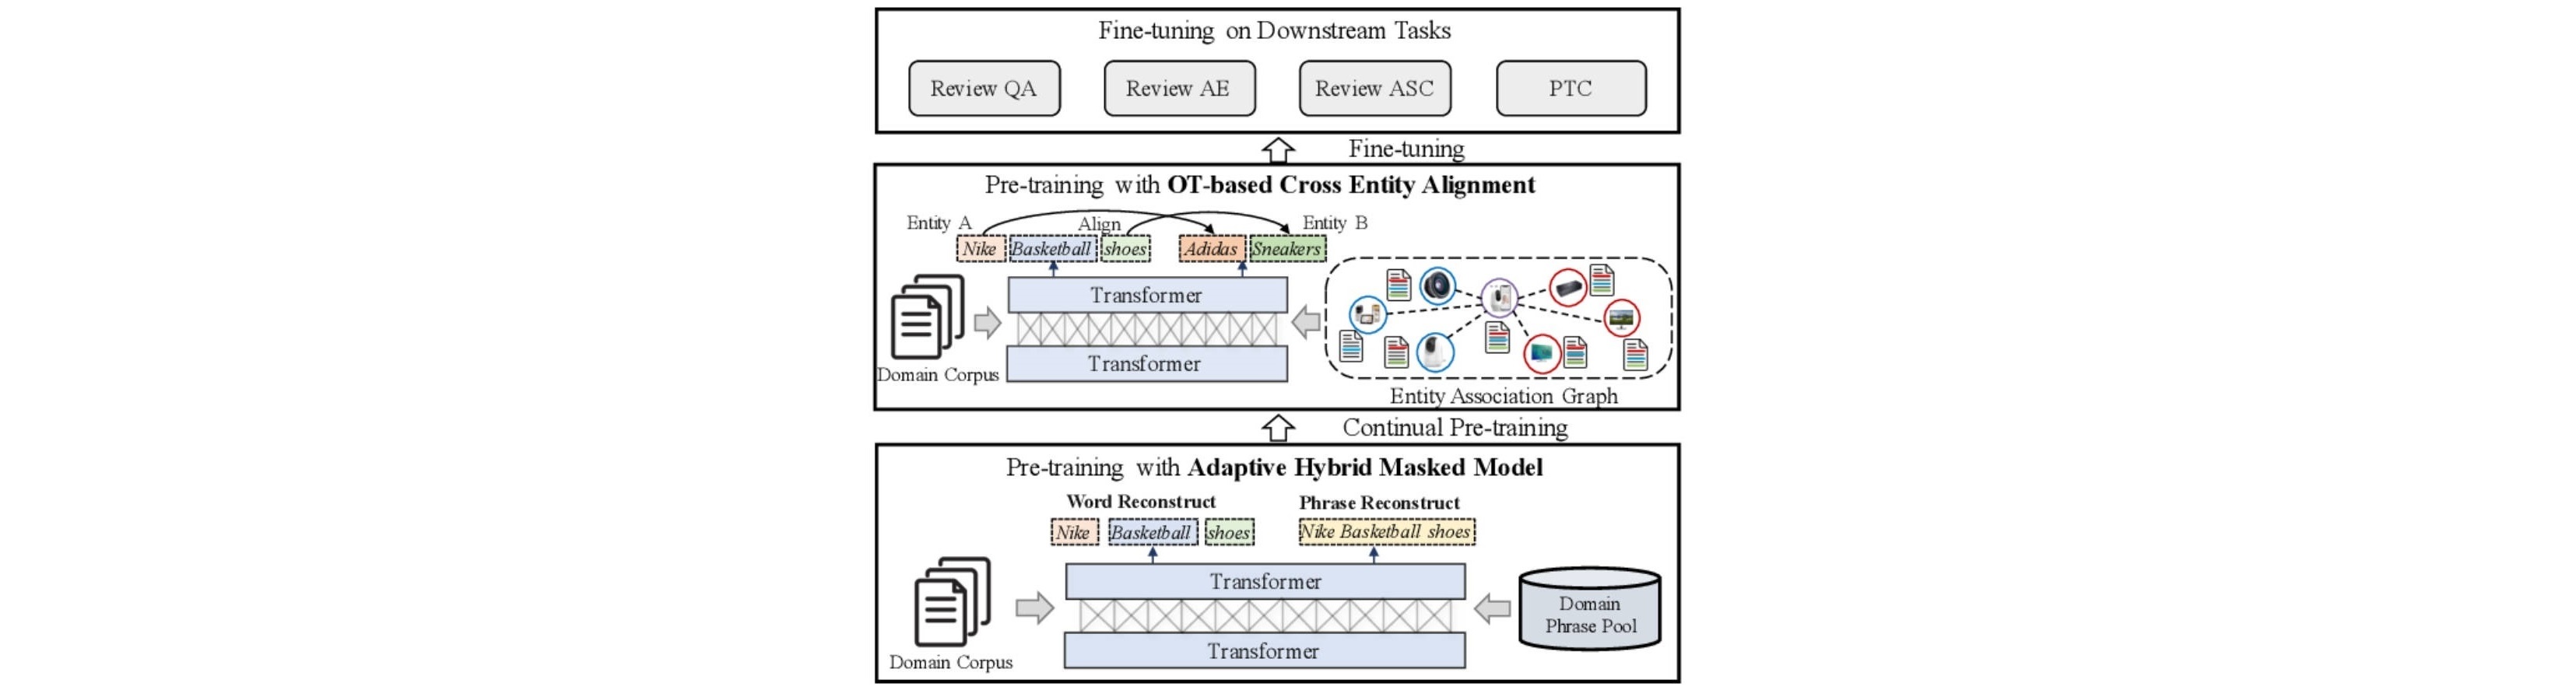 Fine-tuning on Downstream Tasks
Review QA
Review AE
Review ASC
PTC
Fine-tuning
Pre-training with OT-based Cross Entity Alignment
Entity A
Align
Entity B
Nike
Basketball
shoes
Adidas
Sneakers
Transformer
Transformer
Domain Corpus
Entity Association Graph
Continual Pre-training
Pre-training with Adaptive Hybrid Masked Model
Word Reconstruct
Phrase Reconstruct
Nike
Basketball
shoes
Nike Basketball shoes
Transformer
Transformer
Domain Corpus
Domain
Phrase Pool